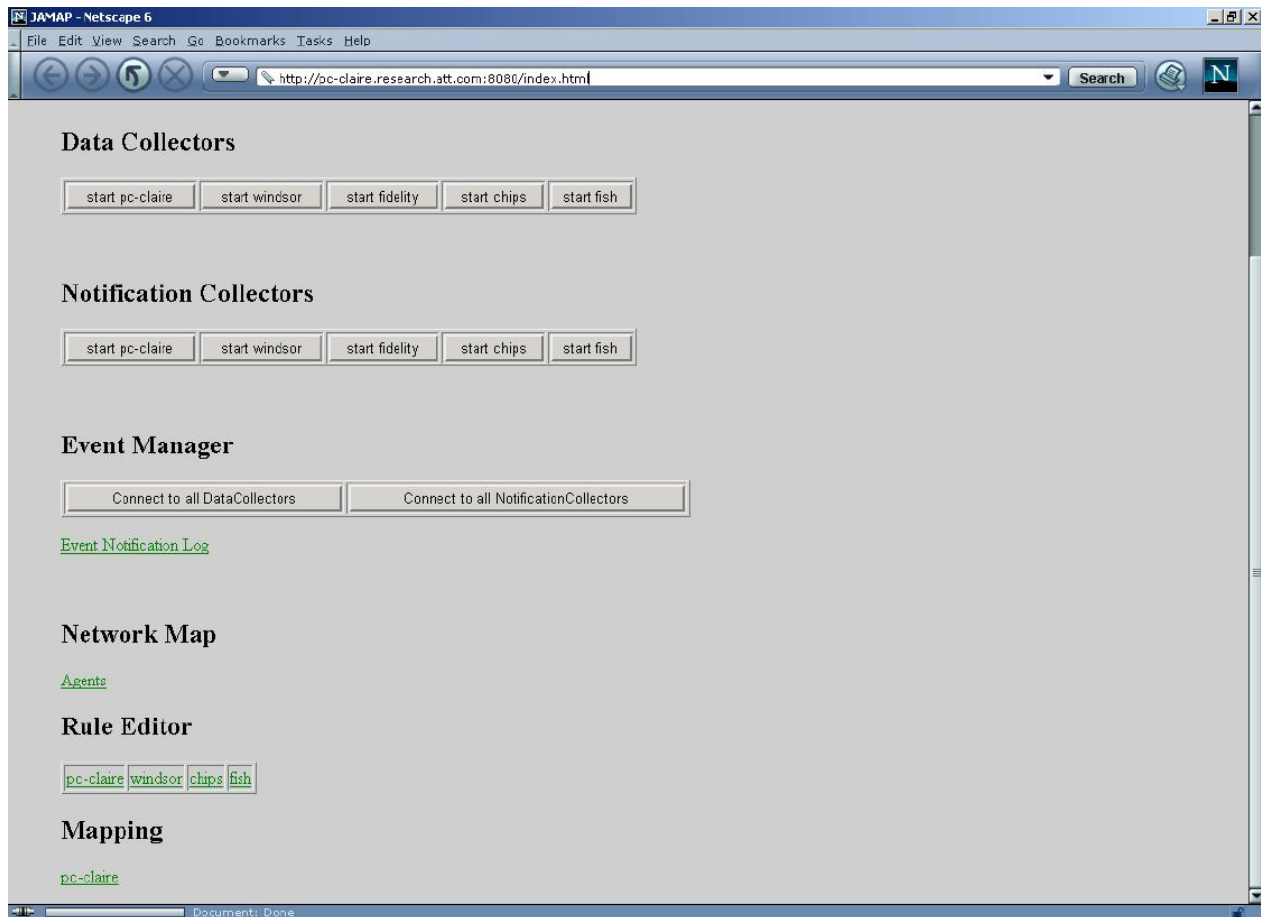 JAMAP - Netscape 6
File Edit View Search Go Bookmarks Tasks Help
http://pc-claire.research.att.com:8080/index.html Search N
Data Collectors
start pc-claire start windsor start fidelity start chips start fish
Notification Collectors
start pc-claire start windsor start fidelity start chips start fish
Event Manager
Connect to all DataCollectors Connect to all NotificationCollectors
Event Notification Log
Network Map
Agents
Rule Editor
pc-claire windsor chips fish
Mapping
pc-claire
Document: Done